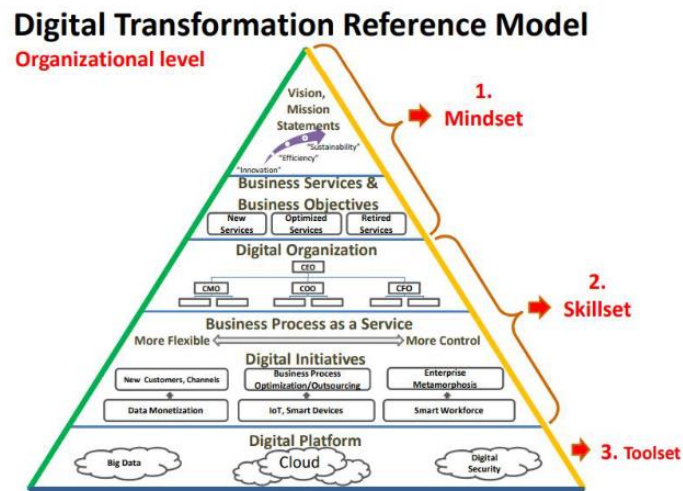 Digital Transformation Reference Model
Organizational level
Vision,
Mission
Statements
"Sustainability"
"Efficiency"
"Innovation"
1.
Mindset
Business Services &
Business Objectives
New
Services
Optimized
Services
Retired
Services
Digital Organization
CEO
CMO
COO
CFO
2.
Skillset
Business Process as a Service
More Flexible
More Control
Digital Initiatives
New Customers, Channels
Business Process
Optimization/Outsourcing
Enterprise
Metamorphosis
Data Monetization
IoT, Smart Devices
Smart Workforce
Digital Platform
Big Data
Cloud
Digital
Security
3. Toolset